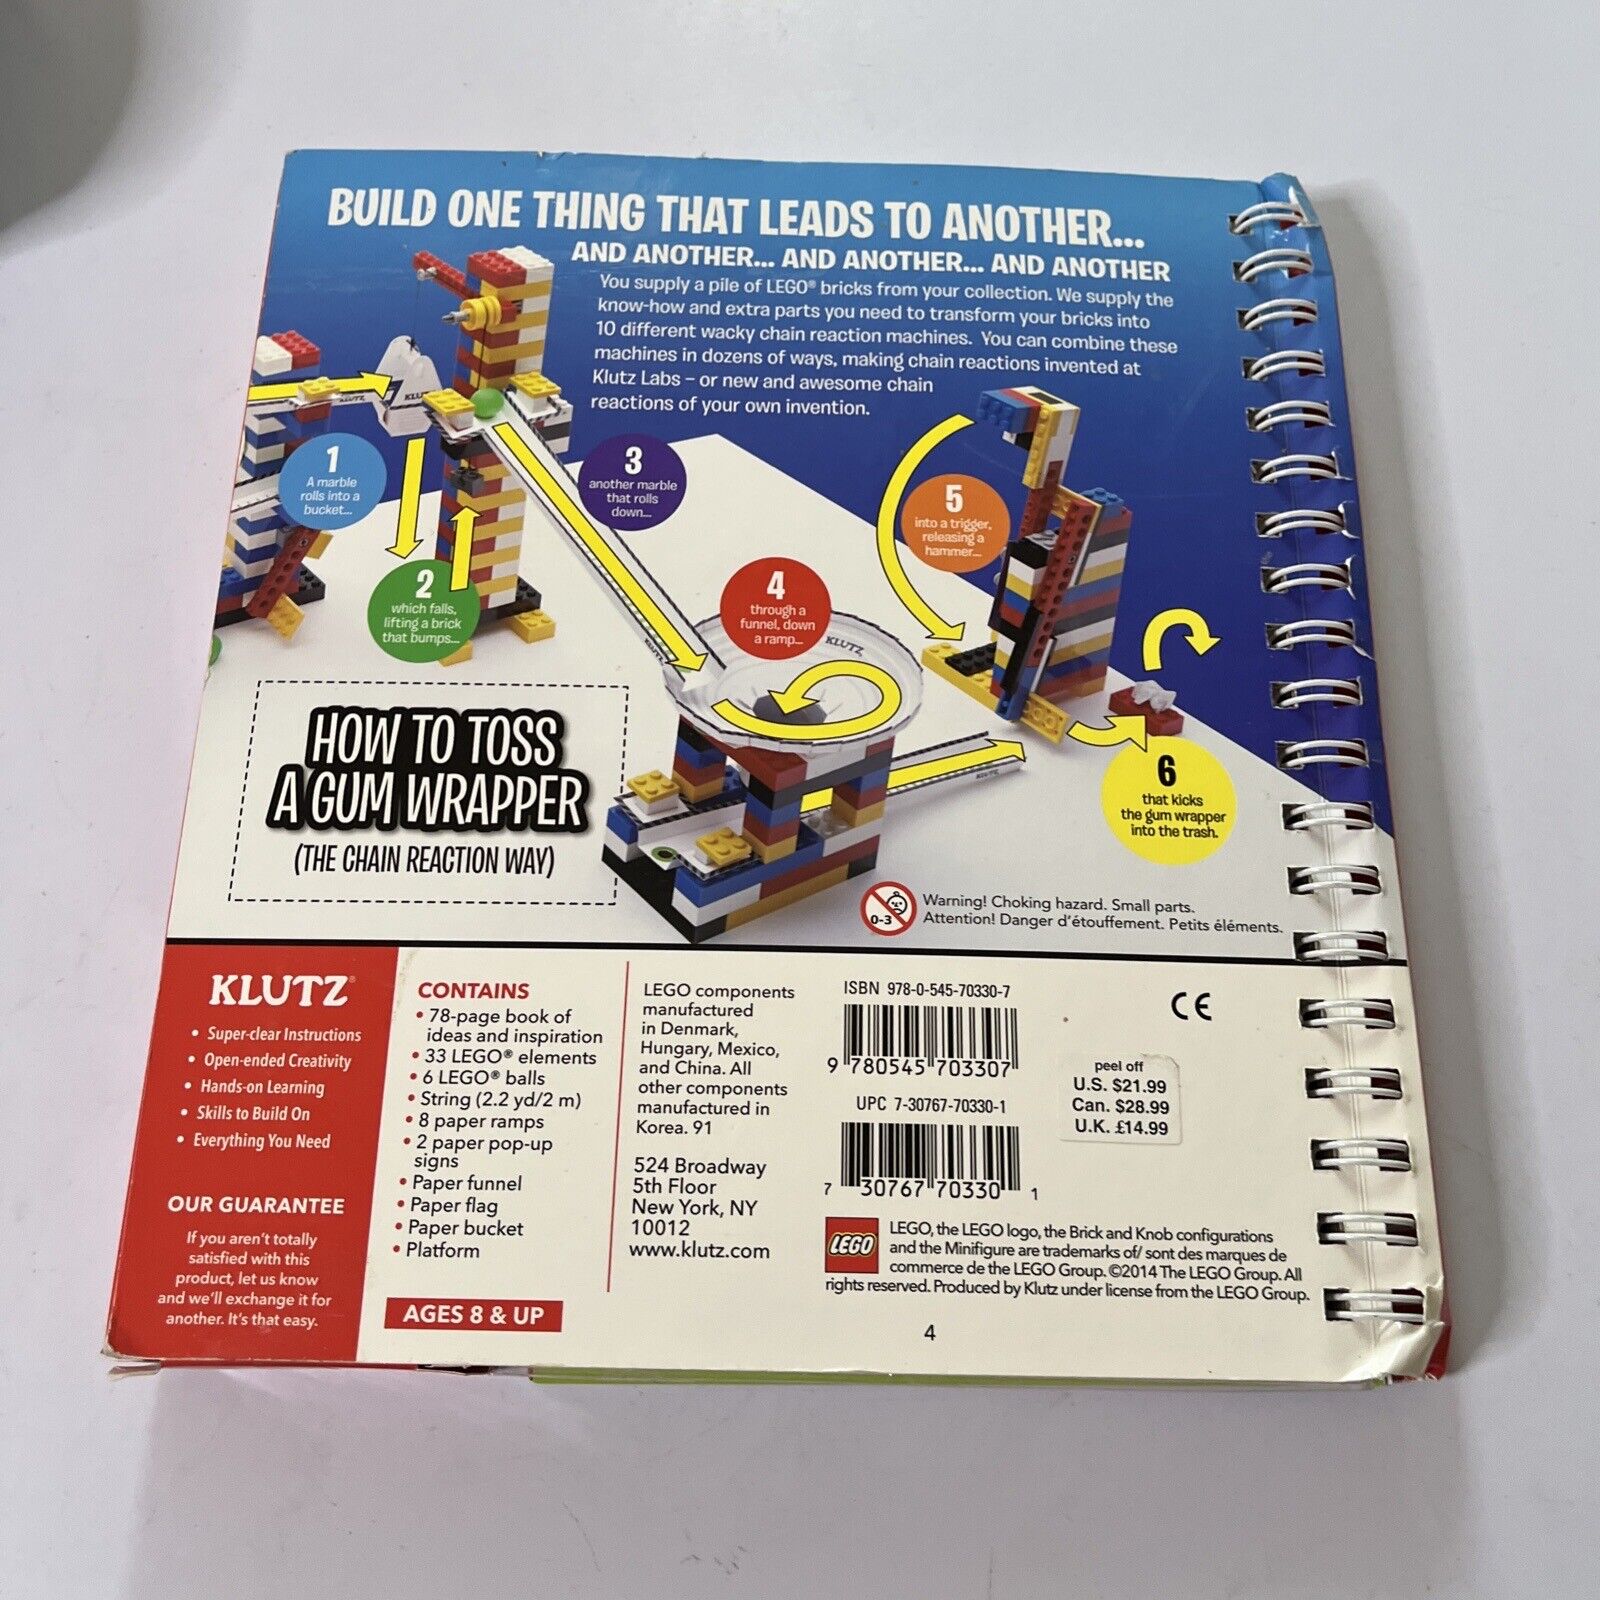 BUILD ONE THING THAT LEADS TO ANOTHER...
AND ANOTHER... AND ANOTHER... AND ANOTHER
You supply a pile of LEGO® bricks from your collection. We supply the
know-how and extra parts you need to transform your bricks into
10 different wacky chain reaction machines. You can combine these
machines in dozens of ways, making chain reactions invented at
Klutz Labs – or new and awesome chain
reactions of your own invention.
KLUTZ
1
A marble
rolls into a
bucket...
2
which falls,
lifting a brick
that bumps...
3
another marble
that rolls
down...
KLUTZ
4
through a
funnel, down
a ramp...
KLUTZ
5
into a trigger,
releasing a
hammer...
KLUTZ
6
that kicks
the gum wrapper
into the trash.
HOW TO TOSS
A GUM WRAPPER
(THE CHAIN REACTION WAY)
0-3
Warning! Choking hazard. Small parts.
Attention! Danger d'étouffement. Petits éléments.
KLUTZ®
• Super-clear Instructions
• Open-ended Creativity
• Hands-on Learning
• Skills to Build On
• Everything You Need
OUR GUARANTEE
If you aren't totally
satisfied with this
product, let us know
and we'll exchange it for
another. It's that easy.
CONTAINS
• 78-page book of
ideas and inspiration
• 33 LEGO® elements
• 6 LEGO® balls
• String (2.2 yd/2 m)
• 8 paper ramps
• 2 paper pop-up
signs
• Paper funnel
• Paper flag
• Paper bucket
• Platform
AGES 8 & UP
LEGO components
manufactured
in Denmark,
Hungary, Mexico,
and China. All
other components
manufactured in
Korea. 91
524 Broadway
5th Floor
New York, NY
10012
www.klutz.com
ISBN 978-0-545-70330-7
9 780545 703307
UPC 7-30767-70330-1
7 30767 70330 1
CE
peel off
U.S. $21.99
Can. $28.99
U.K. £14.99
LEGO
LEGO, the LEGO logo, the Brick and Knob configurations
and the Minifigure are trademarks of/ sont des marques de
commerce de the LEGO Group. ©2014 The LEGO Group. All
rights reserved. Produced by Klutz under license from the LEGO Group.
4